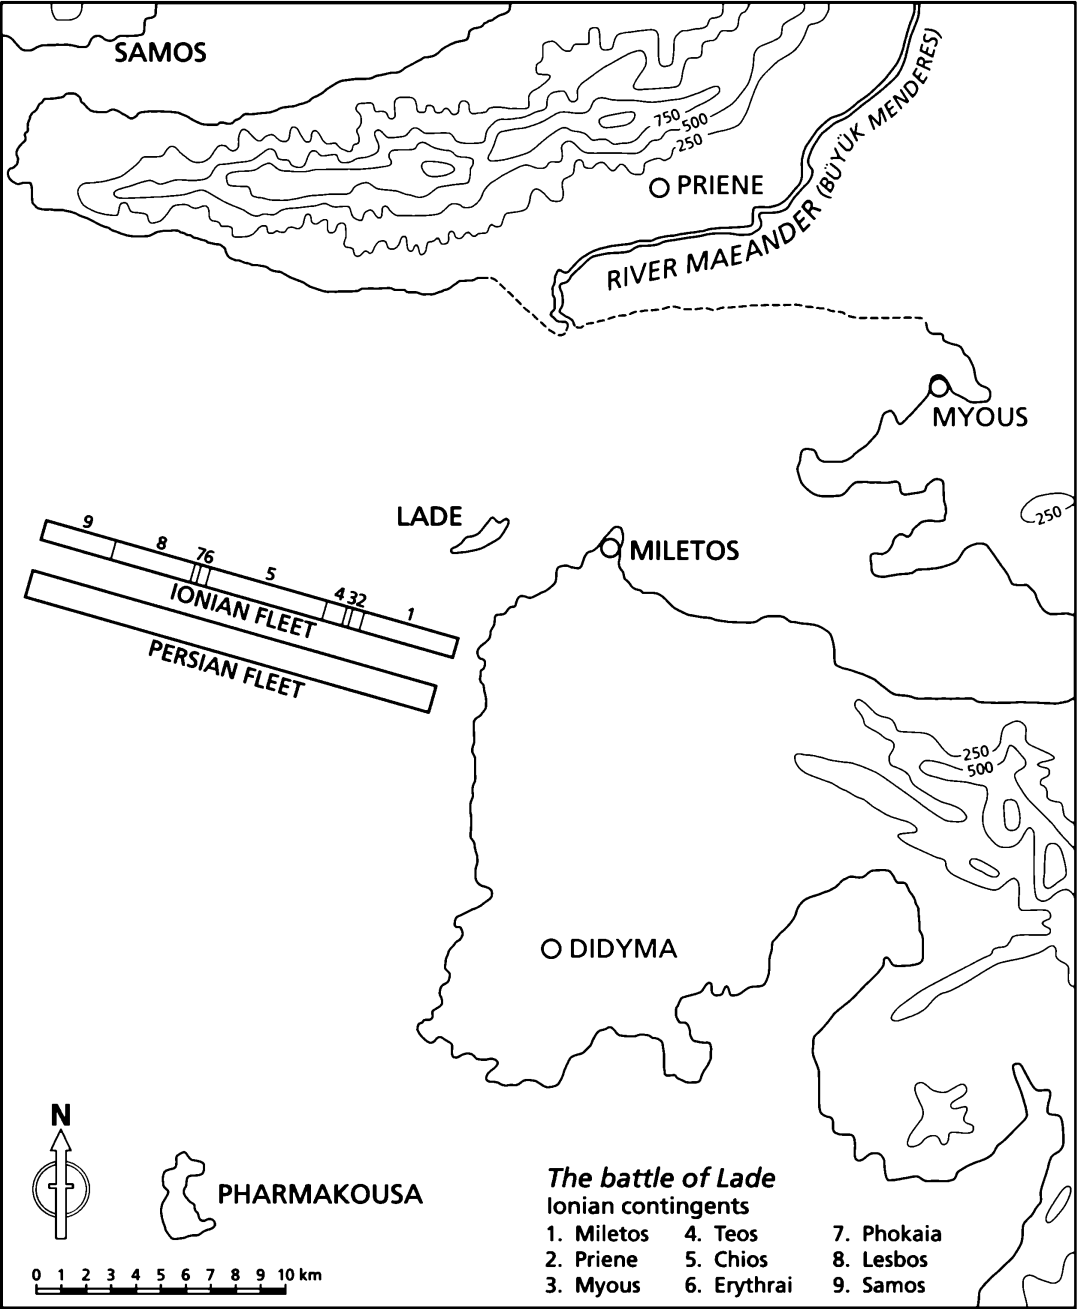 SAMOS
750
500
250
PRIENE
RIVER MAEANDER (BÜYÜK MENDERES)
MYOUS
250
LADE
MILETOS
9
8
76
5
4 32
1
IONIAN FLEET
PERSIAN FLEET
250
500
DIDYMA
N
PHARMAKOUSA
0 1 2 3 4 5 6 7 8 9 10 km
The battle of Lade
Ionian contingents
1. Miletos 4. Teos 7. Phokaia
2. Priene 5. Chios 8. Lesbos
3. Myous 6. Erythrai 9. Samos